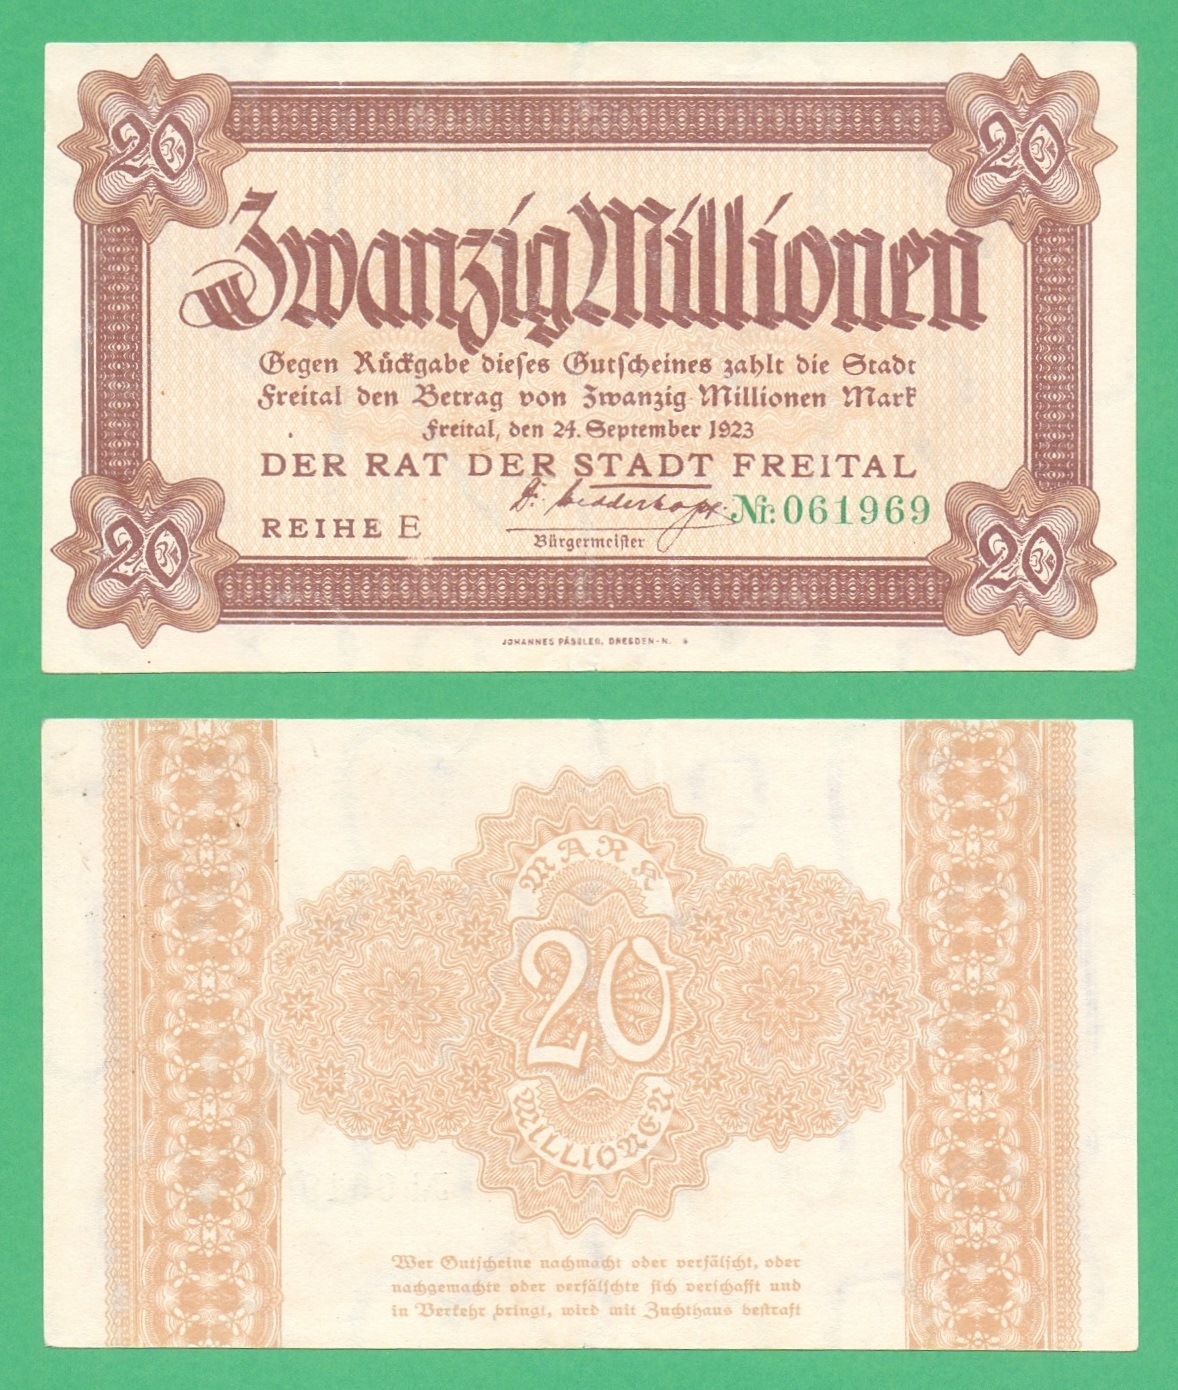 20
20
Zwanzig Millionen
Gegen Rückgabe dieses Gutscheines zahlt die Stadt
Freital den Betrag von Zwanzig Millionen Mark
Freital, den 24. September 1923
DER RAT DER STADT FREITAL
Dr. Wedderkopf.
Nr. 061969
REIHE E
Bürgermeister
20
20
JOHANNES PÄSSLER, DRESDEN-N. 6
MARK
20
MILLIONEN
Wer Gutscheine nachmacht oder verfälscht, oder
nachgemachte oder verfälschte sich verschafft und
in Verkehr bringt, wird mit Zuchthaus bestraft